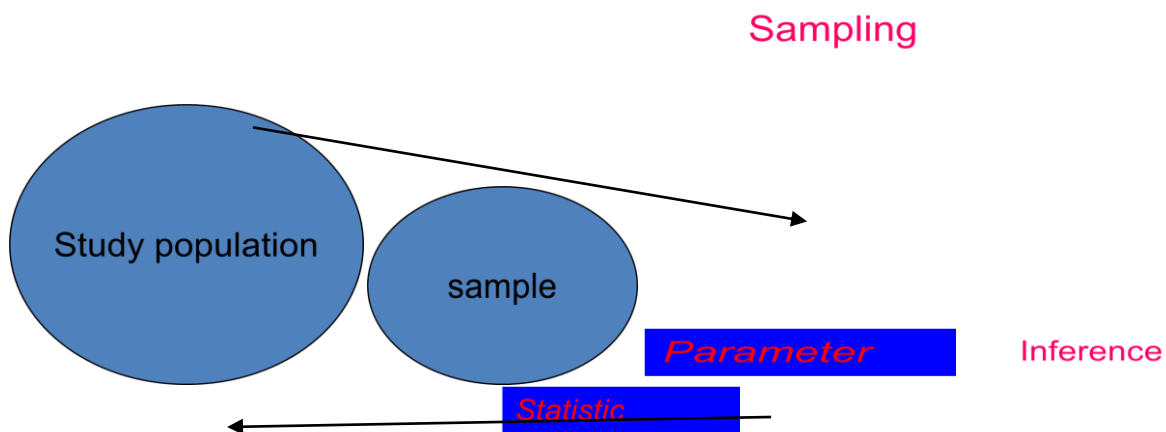 Sampling
Study population
sample
Parameter
Inference
Statistic